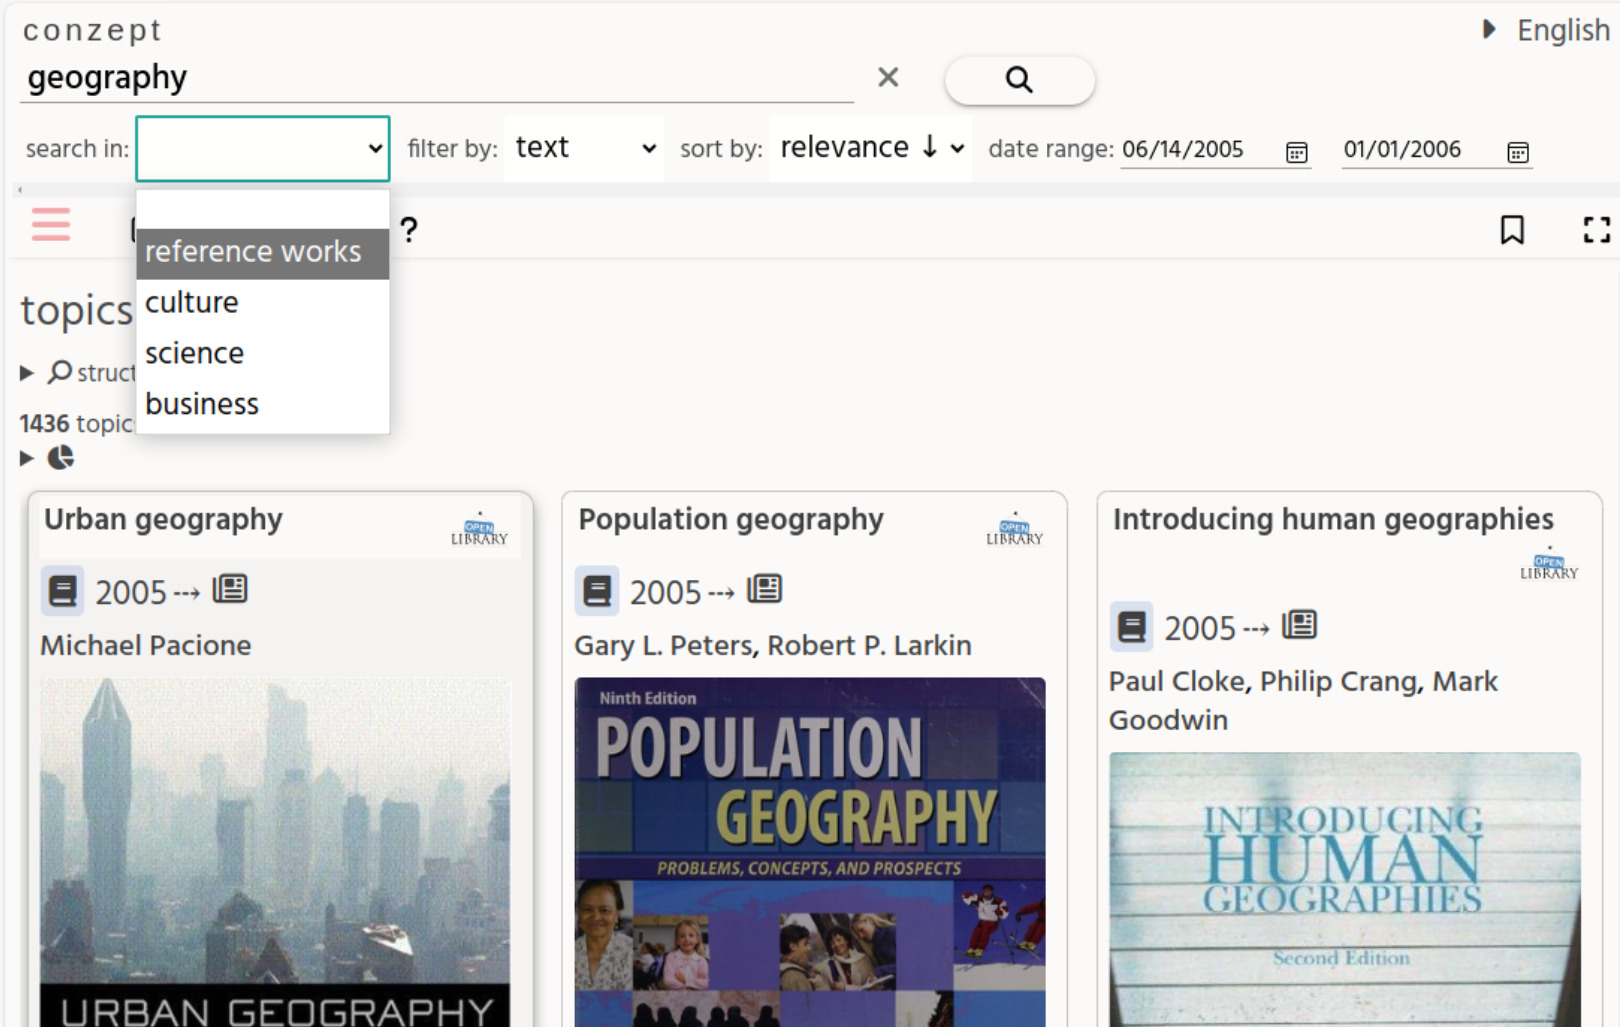 conzept
English
geography
search in:
filter by: text
sort by: relevance ↓
date range: 06/14/2005
01/01/2006
?
reference works
culture
science
business
topics
struct
1436 topic
Urban geography
OPEN
LIBRARY
2005 ⇢
Michael Pacione
URBAN GEOGRAPHY
Population geography
OPEN
LIBRARY
2005 ⇢
Gary L. Peters, Robert P. Larkin
Ninth Edition
POPULATION
GEOGRAPHY
PROBLEMS, CONCEPTS, AND PROSPECTS
Introducing human geographies
OPEN
LIBRARY
2005 ⇢
Paul Cloke, Philip Crang, Mark
Goodwin
INTRODUCING
HUMAN
GEOGRAPHIES
Second Edition